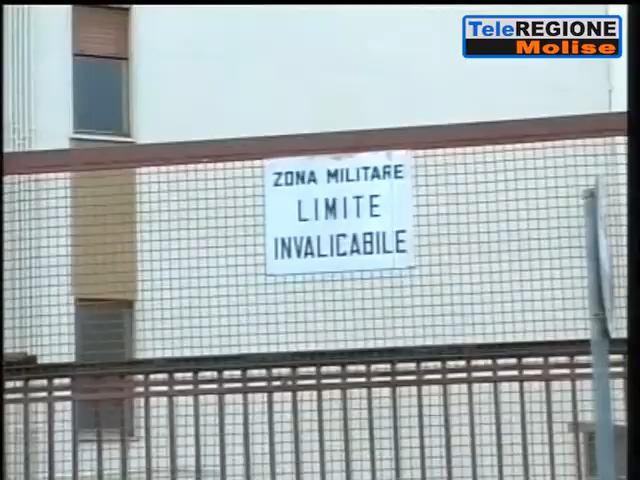 TeleREGIONE
Molise
ZONA MILITARE
LIMITE
INVALICABILE